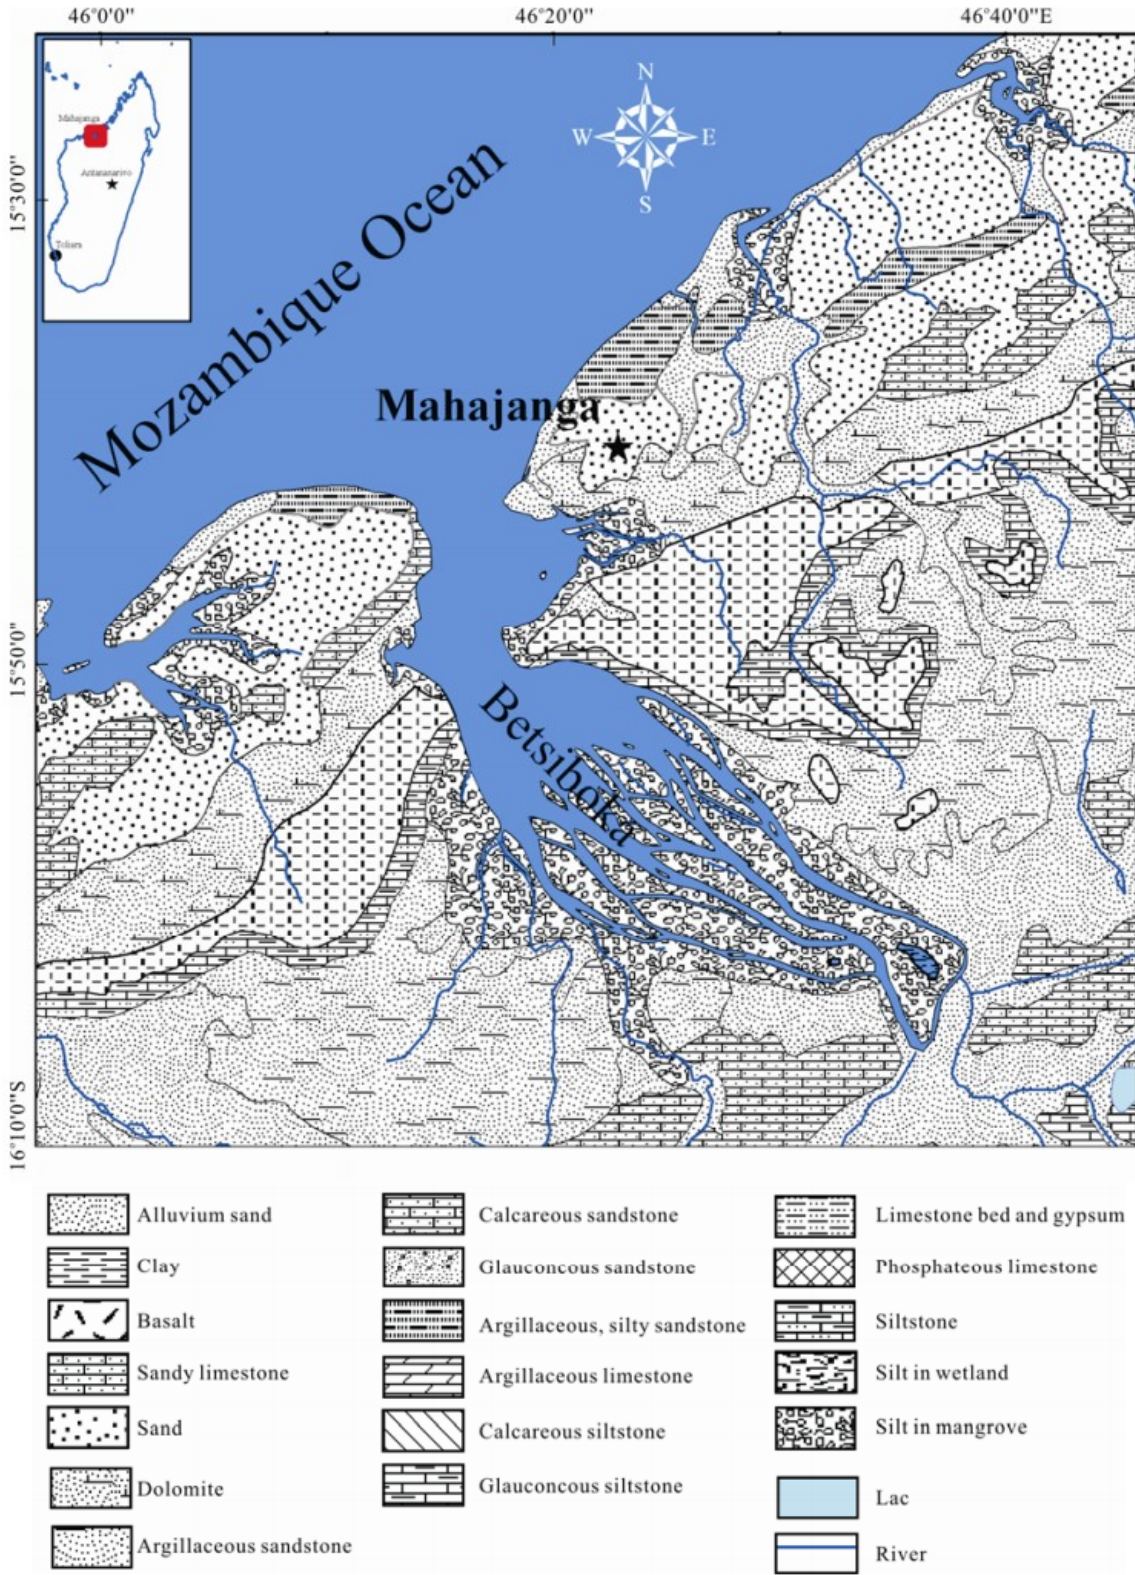 46°0'0" 46°20'0" 46°40'0"E
15°30'0"
15°50'0"
16°10'0"S
Mahajanga
Antananarivo
Toliara
N
W E
S
Mozambique Ocean
Mahajanga
Betsiboka
Alluvium sand
Clay
Basalt
Sandy limestone
Sand
Dolomite
Argillaceous sandstone
Calcareous sandstone
Glauconcous sandstone
Argillaceous, silty sandstone
Argillaceous limestone
Calcareous siltstone
Glauconcous siltstone
Limestone bed and gypsum
Phosphateous limestone
Siltstone
Silt in wetland
Silt in mangrove
Lac
River